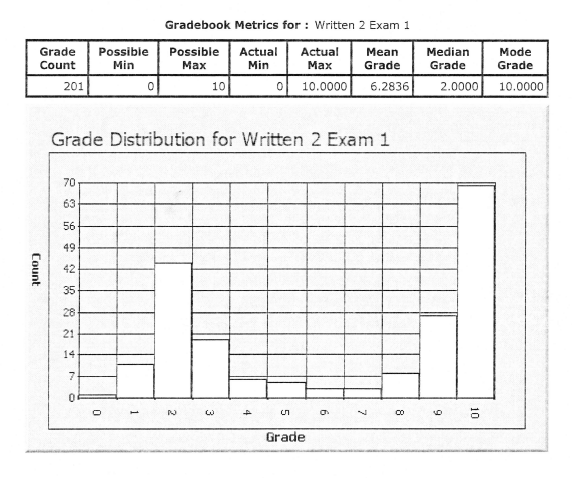 Gradebook Metrics for : Written 2 Exam 1
Grade Count Possible Min Possible Max Actual Min Actual Max Mean Grade Median Grade Mode Grade
201 0 10 0 10.0000 6.2836 2.0000 10.0000
Grade Distribution for Written 2 Exam 1
70
63
56
49
42
35
28
21
14
7
0
Count
0 1 2 3 4 5 6 7 8 9 10
Grade